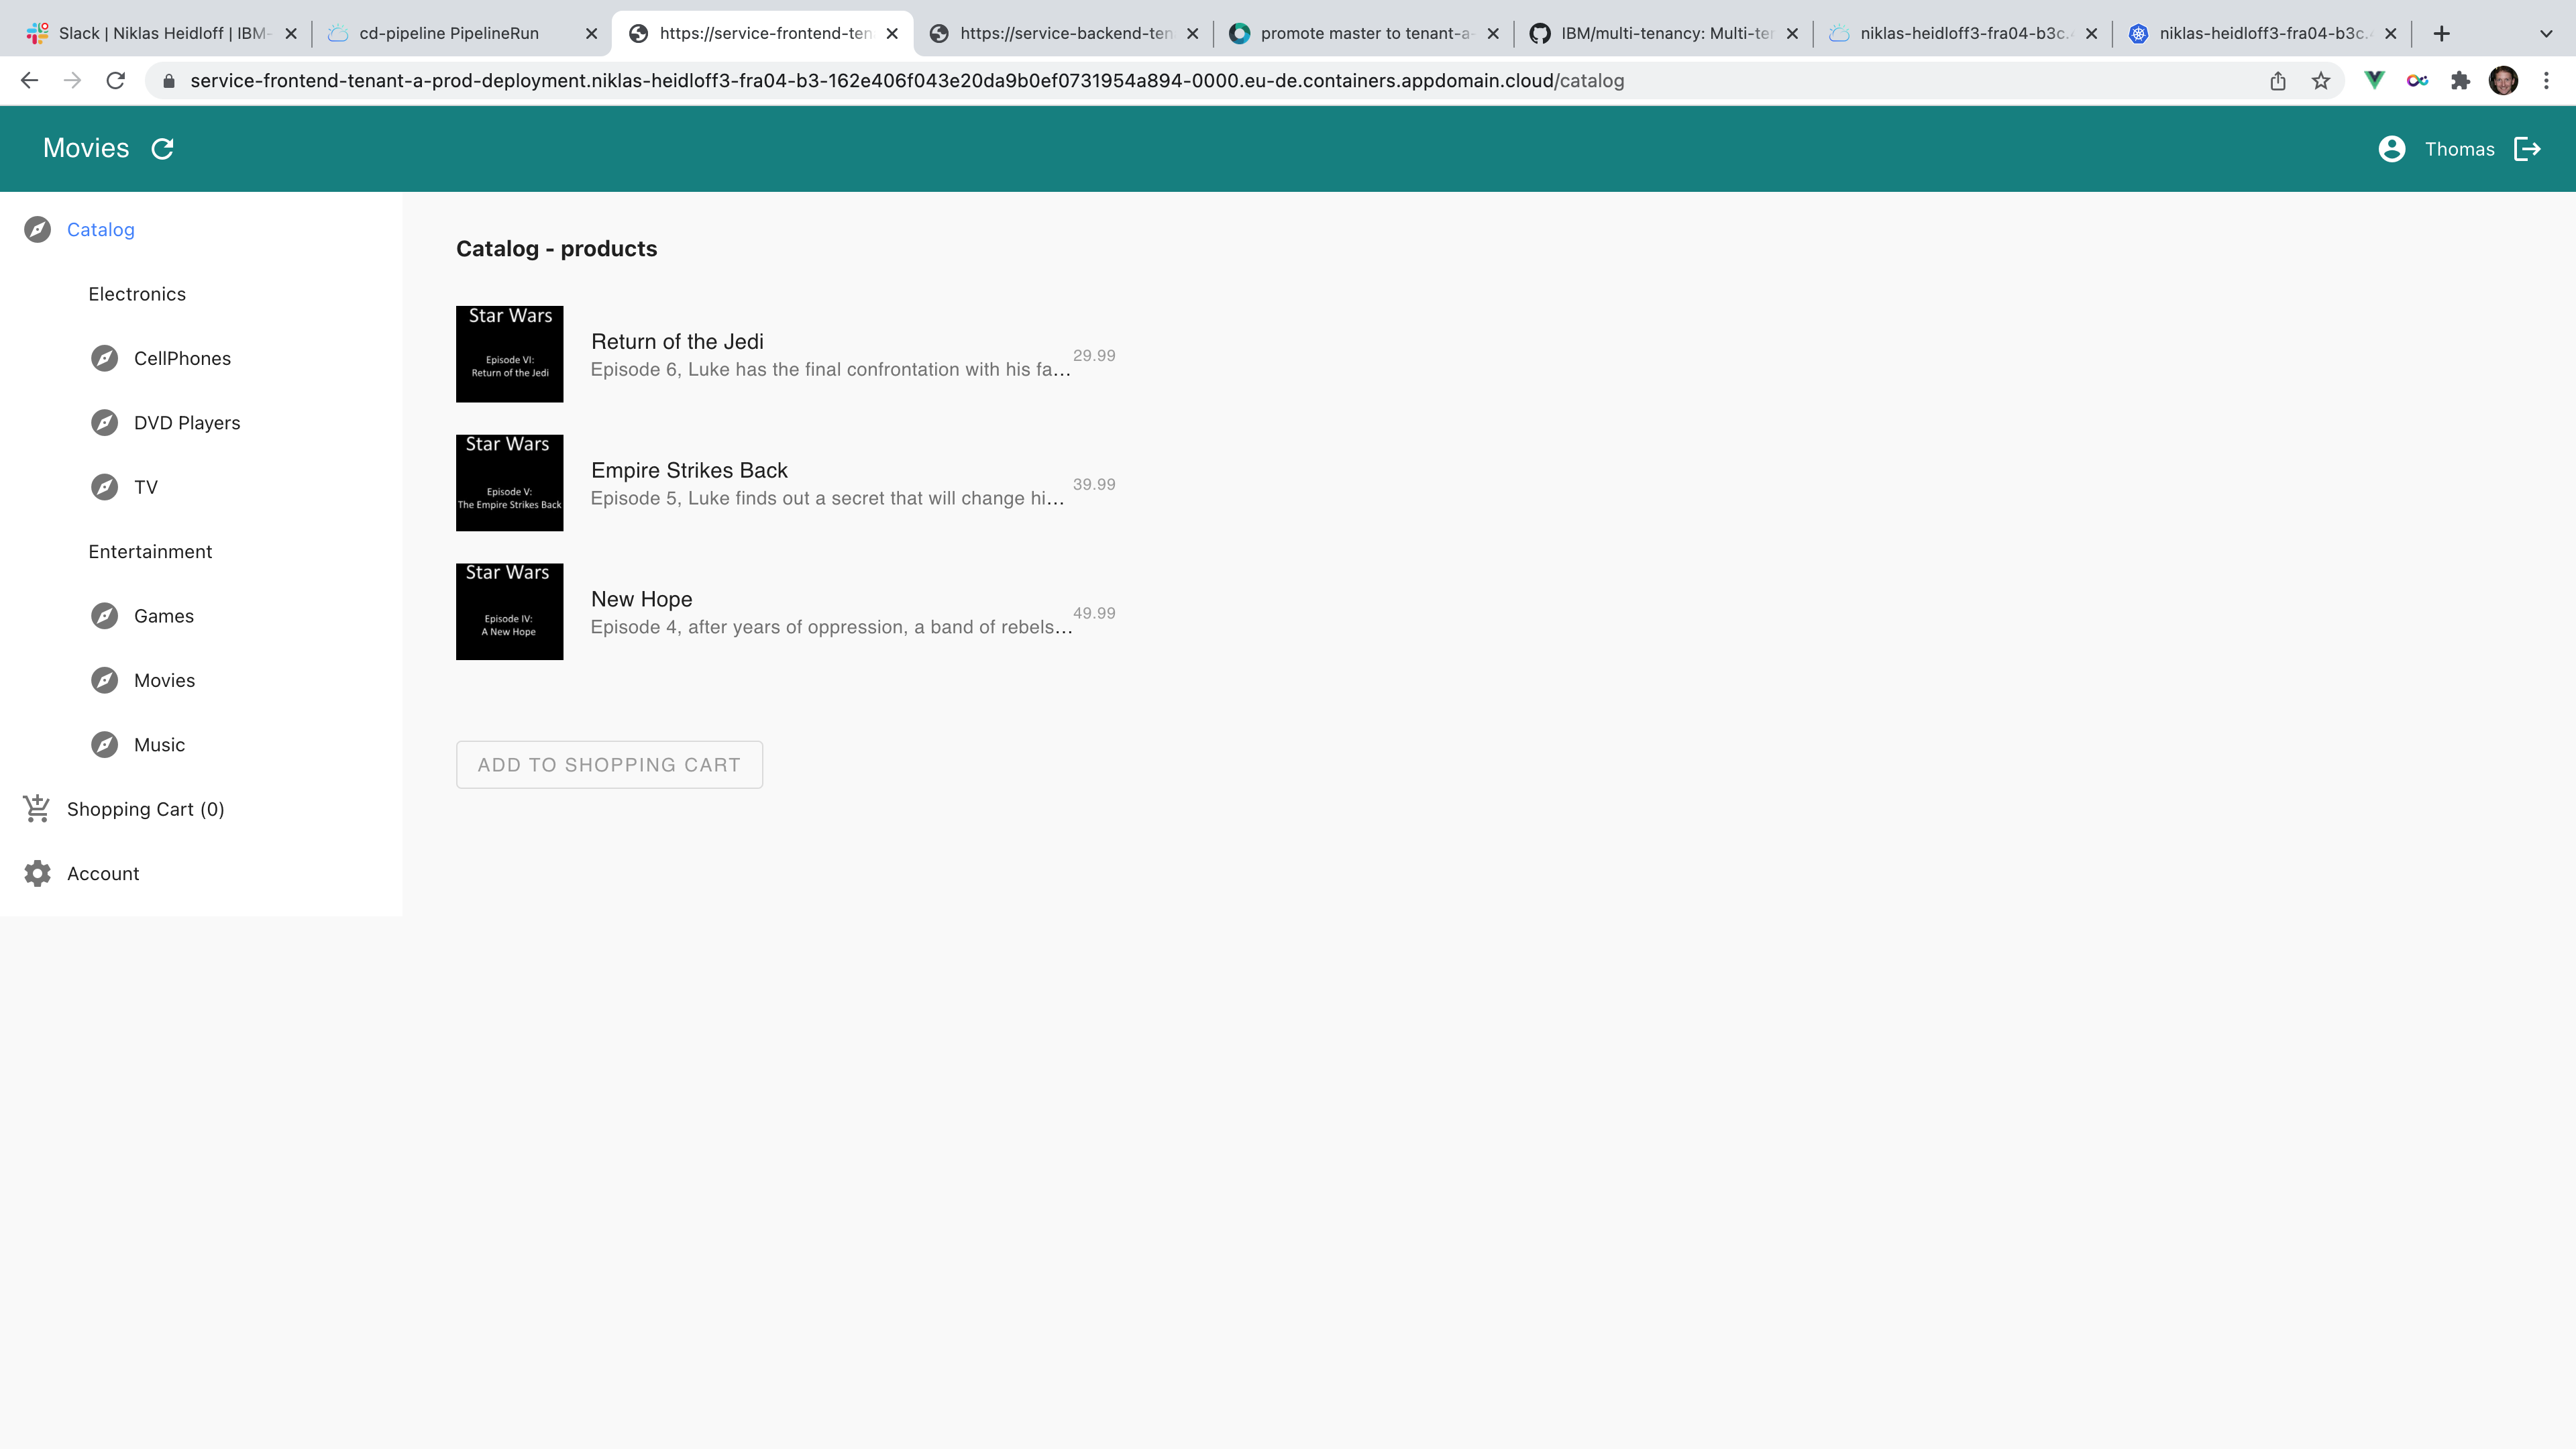 Slack | Niklas Heidloff | IBM-
cd-pipeline PipelineRun
https://service-frontend-ten
https://service-backend-ten
promote master to tenant-a-
IBM/multi-tenancy: Multi-ter
niklas-heidloff3-fra04-b3c.
niklas-heidloff3-fra04-b3c.
service-frontend-tenant-a-prod-deployment.niklas-heidloff3-fra04-b3-162e406f043e20da9b0ef0731954a894-0000.eu-de.containers.appdomain.cloud/catalog
Movies
Thomas
Catalog
Electronics
CellPhones
DVD Players
TV
Entertainment
Games
Movies
Music
Shopping Cart (0)
Account
Catalog - products
Star Wars
Episode VI:
Return of the Jedi
Return of the Jedi
Episode 6, Luke has the final confrontation with his fa...
29.99
Star Wars
Episode V:
The Empire Strikes Back
Empire Strikes Back
Episode 5, Luke finds out a secret that will change hi...
39.99
Star Wars
Episode IV:
A New Hope
New Hope
Episode 4, after years of oppression, a band of rebels...
49.99
ADD TO SHOPPING CART